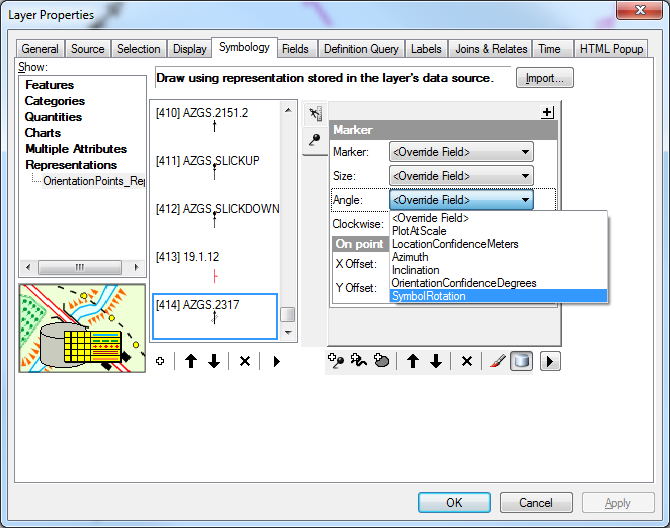 Layer Properties
General Source Selection Display Symbology Fields Definition Query Labels Joins & Relates Time HTML Popup
Show:
Features
Categories
Quantities
Charts
Multiple Attributes
Representations
OrientationPoints_Rep
Draw using representation stored in the layer's data source.
Import...
[410] AZGS.2151.2
[411] AZGS.SLICKUP
[412] AZGS.SLICKDOWN
[413] 19.1.12
[414] AZGS.2317
Marker
Marker: <Override Field>
Size: <Override Field>
Angle: <Override Field>
Clockwise:
On point
X Offset:
Y Offset:
<Override Field>
PlotAtScale
LocationConfidenceMeters
Azimuth
Inclination
OrientationConfidenceDegrees
SymbolRotation
OK Cancel Apply